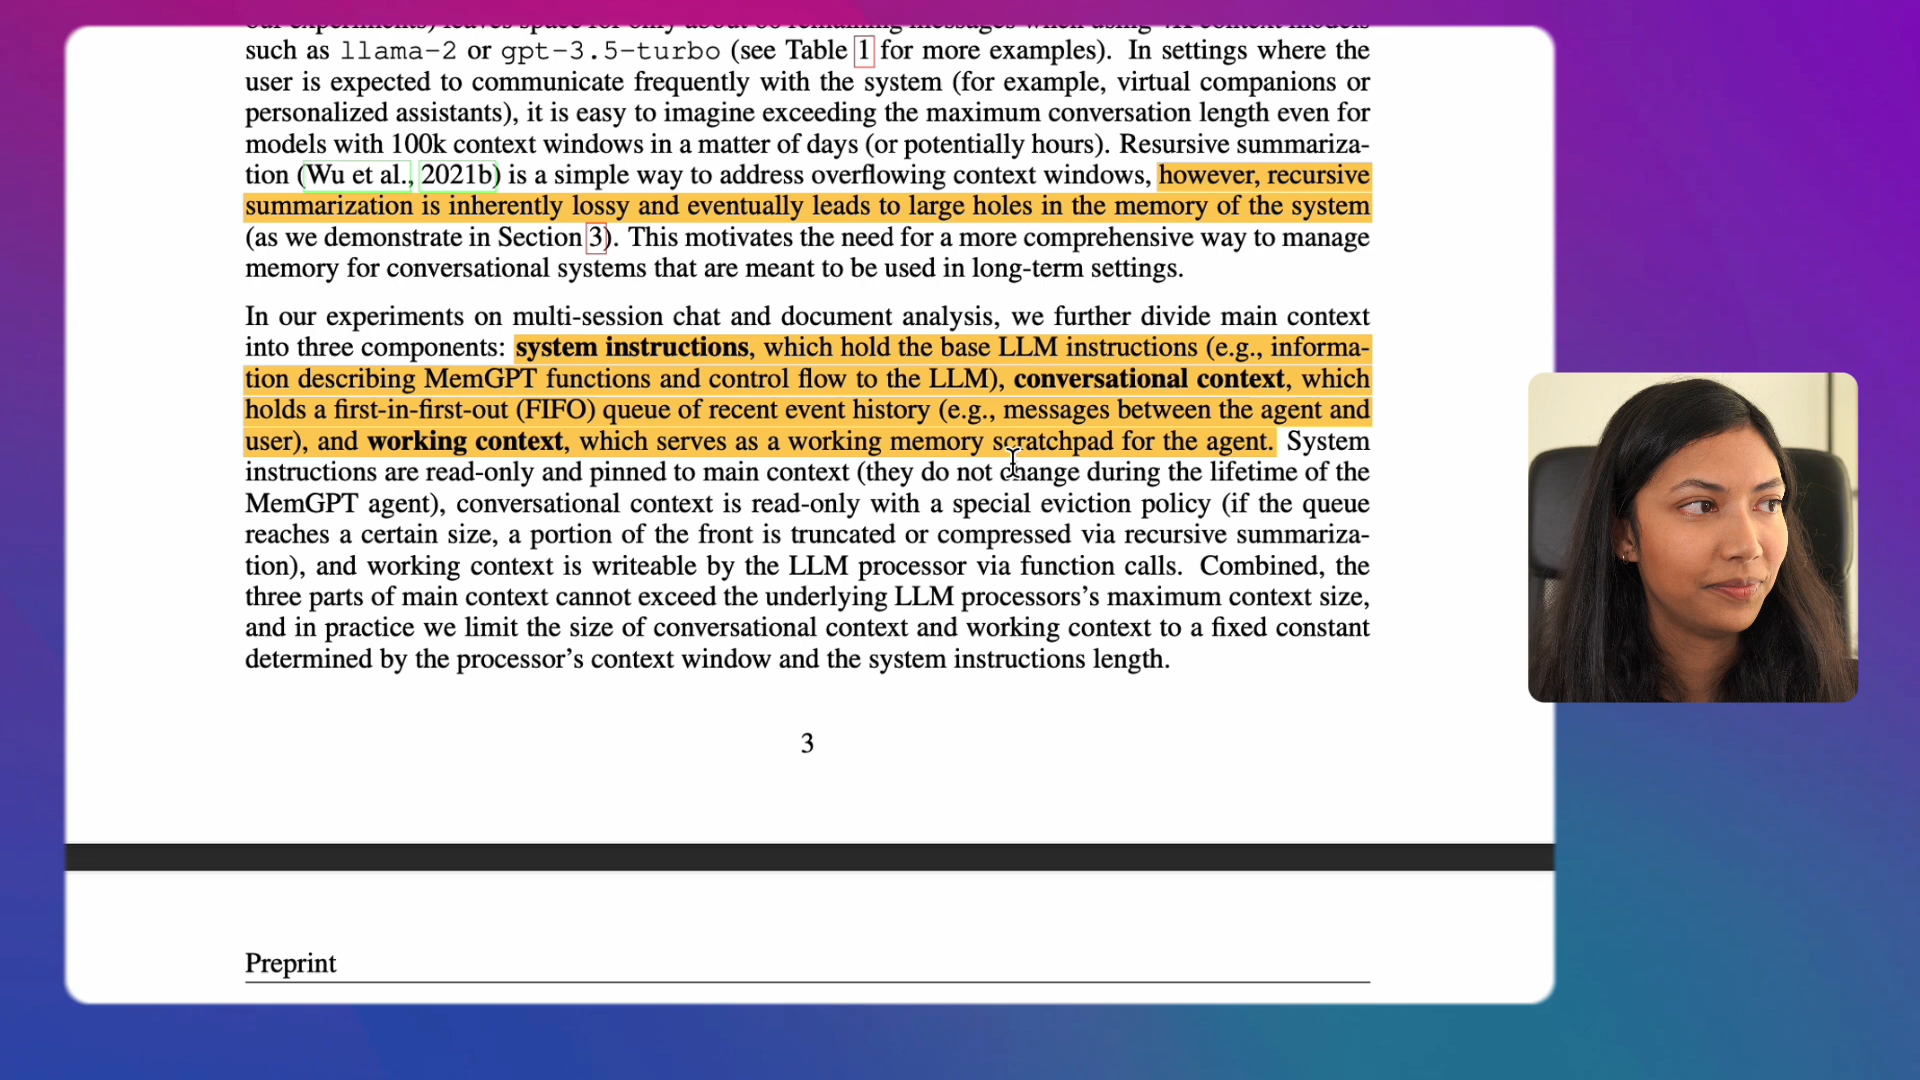 such as llama-2 or gpt-3.5-turbo (see Table 1 for more examples). In settings where the
user is expected to communicate frequently with the system (for example, virtual companions or
personalized assistants), it is easy to imagine exceeding the maximum conversation length even for
models with 100k context windows in a matter of days (or potentially hours). Resursive summariza-
tion (Wu et al., 2021b) is a simple way to address overflowing context windows, however, recursive
summarization is inherently lossy and eventually leads to large holes in the memory of the system
(as we demonstrate in Section 3). This motivates the need for a more comprehensive way to manage
memory for conversational systems that are meant to be used in long-term settings.
In our experiments on multi-session chat and document analysis, we further divide main context
into three components: system instructions, which hold the base LLM instructions (e.g., informa-
tion describing MemGPT functions and control flow to the LLM), conversational context, which
holds a first-in-first-out (FIFO) queue of recent event history (e.g., messages between the agent and
user), and working context, which serves as a working memory scratchpad for the agent. System
instructions are read-only and pinned to main context (they do not change during the lifetime of the
MemGPT agent), conversational context is read-only with a special eviction policy (if the queue
reaches a certain size, a portion of the front is truncated or compressed via recursive summariza-
tion), and working context is writeable by the LLM processor via function calls. Combined, the
three parts of main context cannot exceed the underlying LLM processors's maximum context size,
and in practice we limit the size of conversational context and working context to a fixed constant
determined by the processor's context window and the system instructions length.
3
Preprint